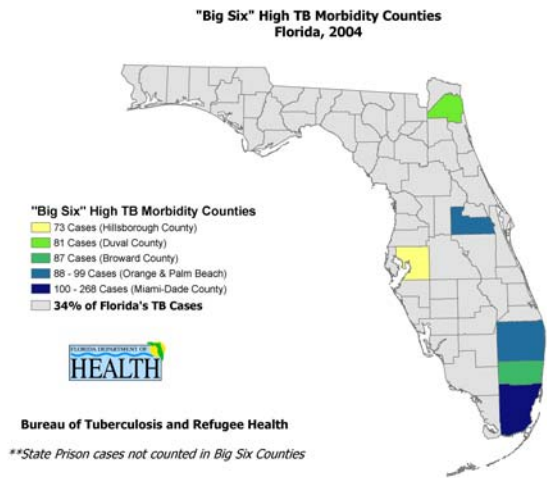 "Big Six" High TB Morbidity Counties
Florida, 2004
"Big Six" High TB Morbidity Counties
73 Cases (Hillsborough County)
81 Cases (Duval County)
87 Cases (Broward County)
88 - 99 Cases (Orange & Palm Beach)
100 - 268 Cases (Miami-Dade County)
34% of Florida's TB Cases
FLORIDA DEPARTMENT OF
HEALTH
Bureau of Tuberculosis and Refugee Health
**State Prison cases not counted in Big Six Counties